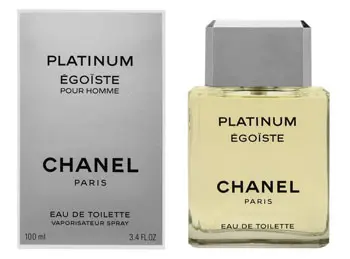 PLATINUM
ÉGOÏSTE
POUR HOMME
CHANEL
PARIS
EAU DE TOILETTE
VAPORISATEUR SPRAY
100 ml 3.4 FL.OZ
PLATINUM
ÉGOÏSTE
CHANEL
PARIS
EAU DE TOILETTE